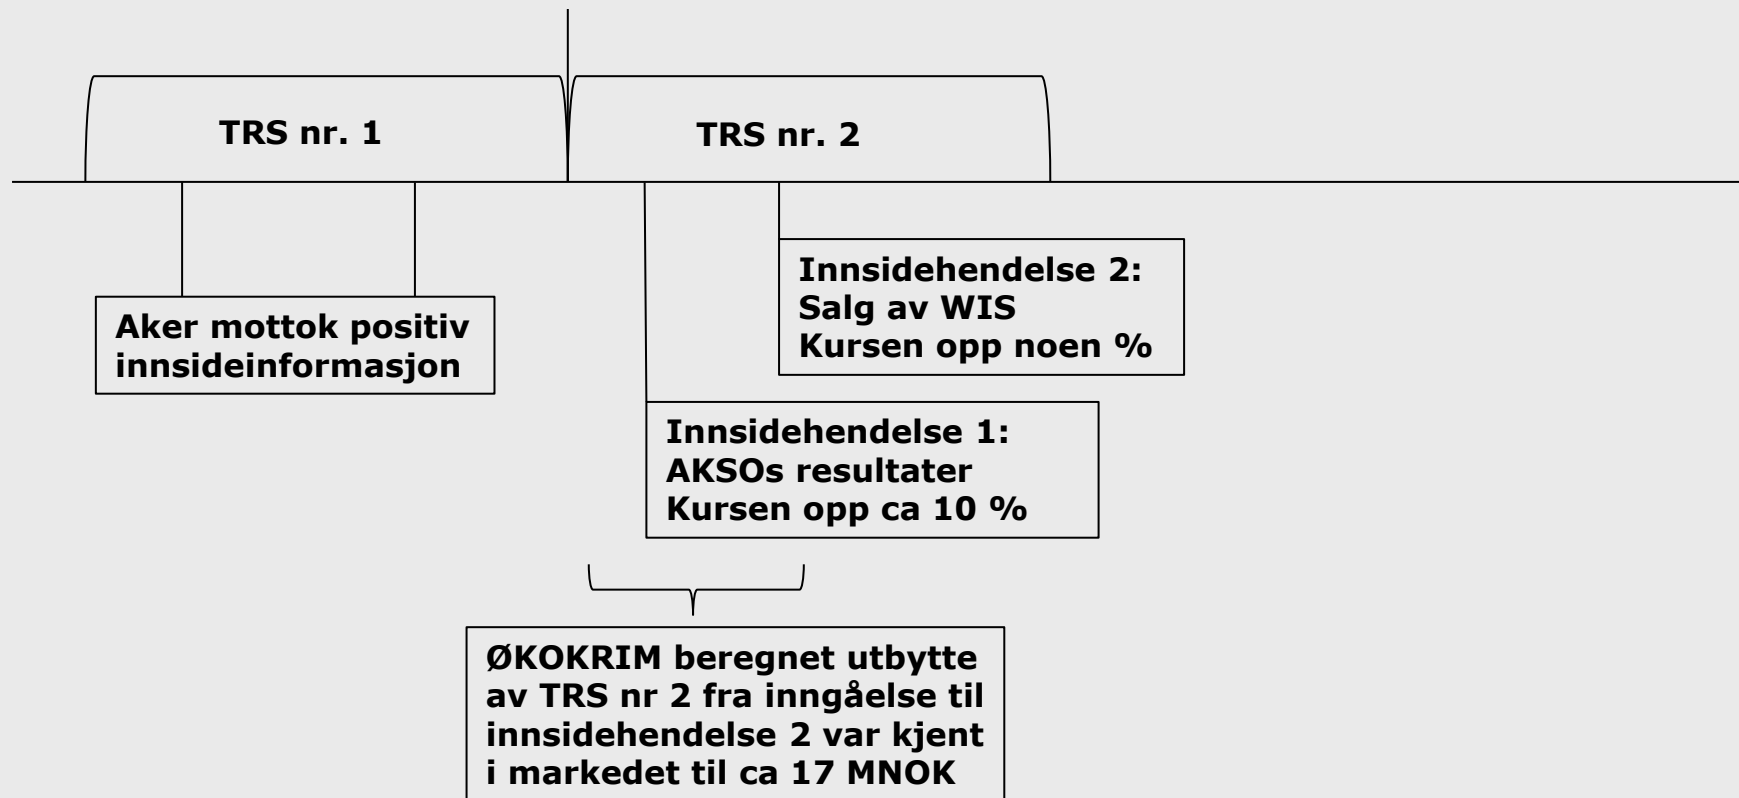 TRS nr. 1
TRS nr. 2
Aker mottok positiv
innsideinformasjon
Innsidehendelse 2:
Salg av WIS
Kursen opp noen %
Innsidehendelse 1:
AKSOs resultater
Kursen opp ca 10 %
ØKOKRIM beregnet utbytte
av TRS nr 2 fra inngåelse til
innsidehendelse 2 var kjent
i markedet til ca 17 MNOK